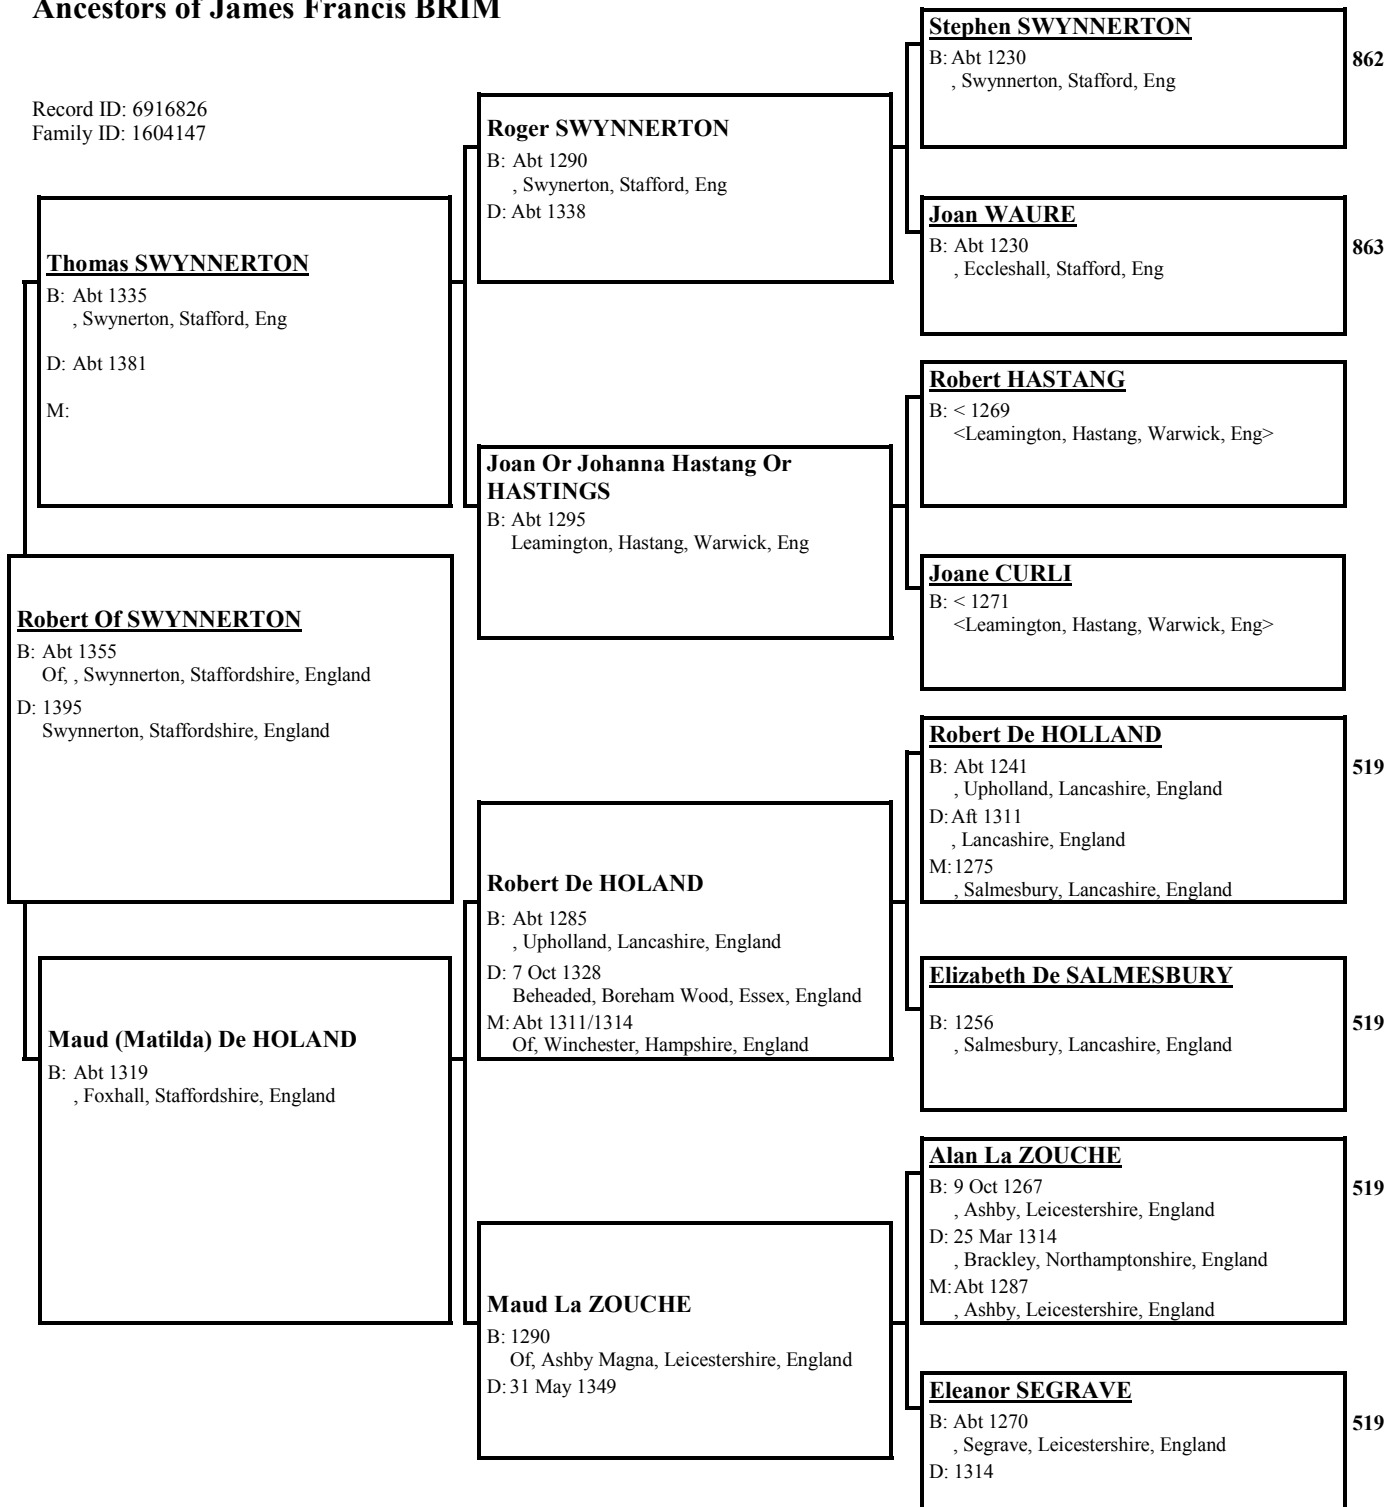 Ancestors of James Francis BRIM
Record ID: 6916826
Family ID: 1604147
Thomas SWYNNERTON
B: Abt 1335
, Swynerton, Stafford, Eng
D: Abt 1381
M:
Robert Of SWYNNERTON
B: Abt 1355
Of, , Swynnerton, Staffordshire, England
D: 1395
Swynnerton, Staffordshire, England
Maud (Matilda) De HOLAND
B: Abt 1319
, Foxhall, Staffordshire, England
Roger SWYNNERTON
B: Abt 1290
, Swynerton, Stafford, Eng
D: Abt 1338
Joan Or Johanna Hastang Or
HASTINGS
B: Abt 1295
Leamington, Hastang, Warwick, Eng
Robert De HOLAND
B: Abt 1285
, Upholland, Lancashire, England
D: 7 Oct 1328
Beheaded, Boreham Wood, Essex, England
M: Abt 1311/1314
Of, Winchester, Hampshire, England
Maud La ZOUCHE
B: 1290
Of, Ashby Magna, Leicestershire, England
D: 31 May 1349
Stephen SWYNNERTON
B: Abt 1230
, Swynnerton, Stafford, Eng
862
Joan WAURE
B: Abt 1230
, Eccleshall, Stafford, Eng
863
Robert HASTANG
B: < 1269
<Leamington, Hastang, Warwick, Eng>
Joane CURLI
B: < 1271
<Leamington, Hastang, Warwick, Eng>
Robert De HOLLAND
B: Abt 1241
, Upholland, Lancashire, England
D: Aft 1311
, Lancashire, England
M: 1275
, Salmesbury, Lancashire, England
519
Elizabeth De SALMESBURY
B: 1256
, Salmesbury, Lancashire, England
519
Alan La ZOUCHE
B: 9 Oct 1267
, Ashby, Leicestershire, England
D: 25 Mar 1314
, Brackley, Northamptonshire, England
M: Abt 1287
, Ashby, Leicestershire, England
519
Eleanor SEGRAVE
B: Abt 1270
, Segrave, Leicestershire, England
D: 1314
519